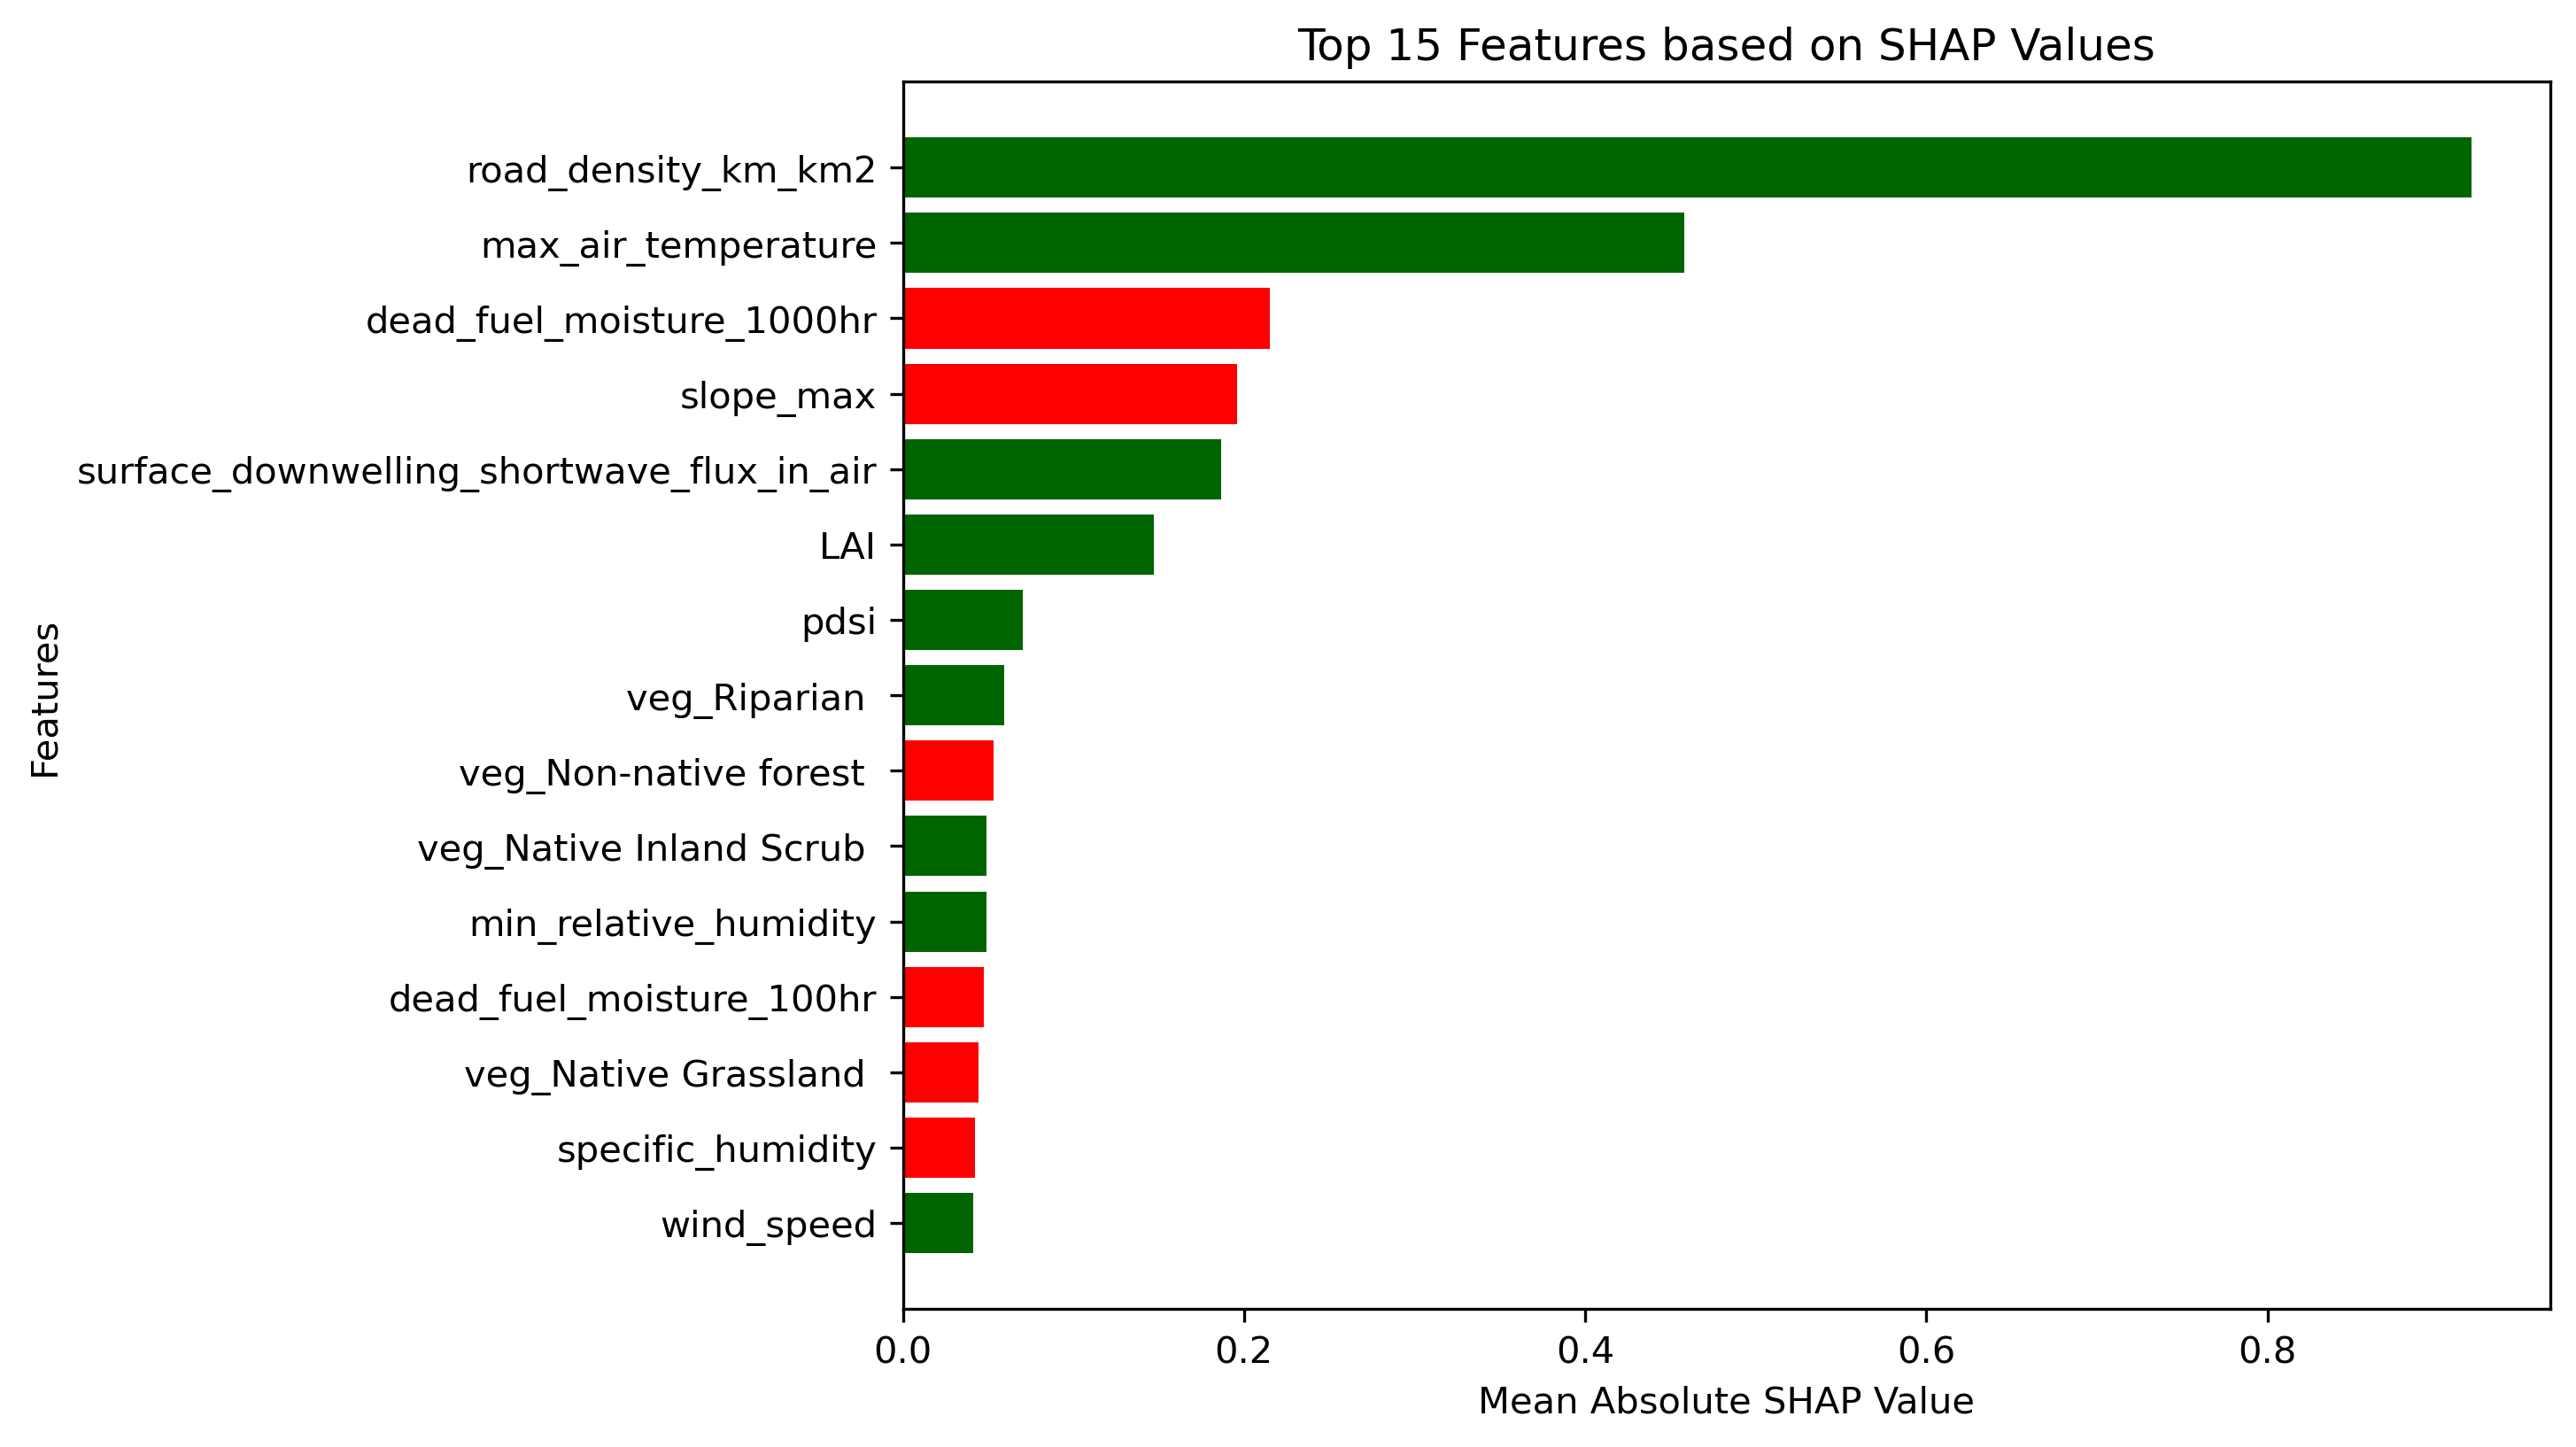 Top 15 Features based on SHAP Values
Features
road_density_km_km2
max_air_temperature
dead_fuel_moisture_1000hr
slope_max
surface_downwelling_shortwave_flux_in_air
LAI
pdsi
veg_Riparian
veg_Non-native forest
veg_Native Inland Scrub
min_relative_humidity
dead_fuel_moisture_100hr
veg_Native Grassland
specific_humidity
wind_speed
0.0 0.2 0.4 0.6 0.8
Mean Absolute SHAP Value